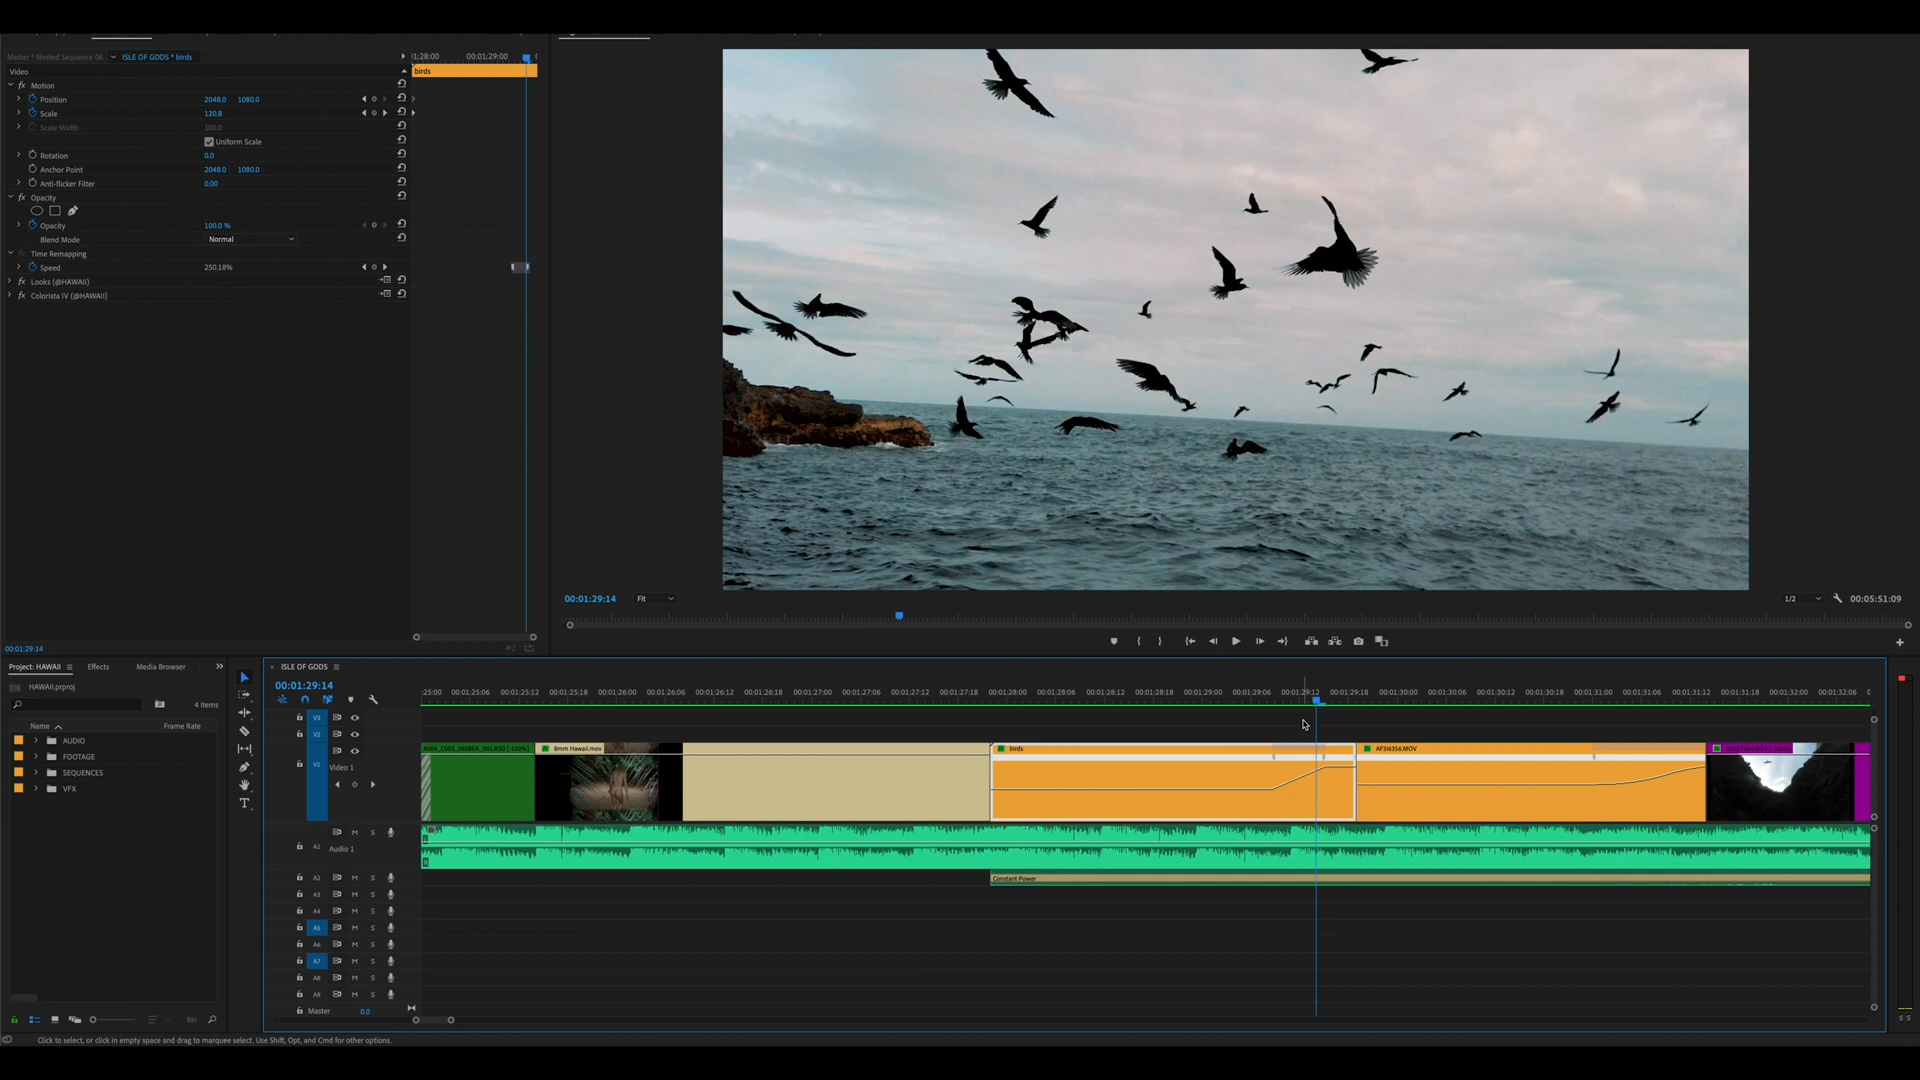 Master * Nested Sequence 06 ISLE OF GODS * birds
1:28:00 00:01:29:00
Video
birds
fx Motion
Position 2048.0 1080.0
Scale 120.8
Scale Width 100.0
Uniform Scale
Rotation 0.0
Anchor Point 2048.0 1080.0
Anti-flicker Filter 0.00
fx Opacity
Opacity 100.0 %
Blend Mode Normal
fx Time Remapping
Speed 250.18%
fx Looks (@HAWAII)
fx Colorista IV (@HAWAII)
00:01:29:14 Fit 1/2 00:05:51:09
00:01:29:14
Project: HAWAII Effects Media Browser
HAWAII.prproj
4 Items
Name Frame Rate
AUDIO
FOOTAGE
SEQUENCES
VFX
ISLE OF GODS
00:01:29:14
:25:00 00:01:25:06 00:01:25:12 00:01:25:18 00:01:26:00 00:01:26:06 00:01:26:12 00:01:26:18 00:01:27:00 00:01:27:06 00:01:27:12 00:01:27:18 00:01:28:00 00:01:28:06 00:01:28:12 00:01:28:18 00:01:29:00 00:01:29:06 00:01:29:12 00:01:29:18 00:01:30:00 00:01:30:06 00:01:30:12 00:01:30:18 00:01:31:00 00:01:31:06 00:01:31:12 00:01:31:18 00:01:32:00 00:01:32:06
V3
V2
V1 Video 1
8mm Hawaii.mov birds AF3I6356.MOV
A1 M S
Audio 1
A2 M S Constant Power
A3 M S
A4 M S
A5 M S
A6 M S
A7 M S
A8 M S
A9 M S
Master 0.0
S S
Click to select, or click in empty space and drag to marquee select. Use Shift, Opt, and Cmd for other options.